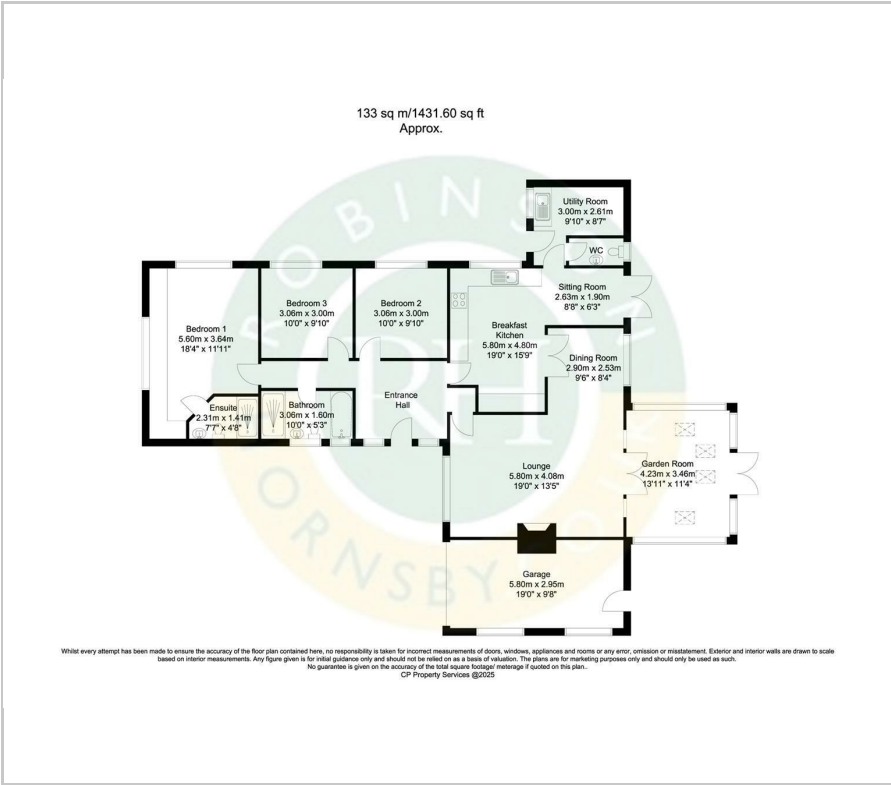 133 sq m/1431.60 sq ft
Approx.
ROBINSON
HORNSBY
RH
Utility Room
3.00m x 2.61m
9'10" x 8'7"
WC
Sitting Room
2.63m x 1.90m
8'8" x 6'3"
Bedroom 3
3.06m x 3.00m
10'0" x 9'10"
Bedroom 2
3.06m x 3.00m
10'0" x 9'10"
Bedroom 1
5.60m x 3.64m
18'4" x 11'11"
Breakfast
Kitchen
5.80m x 4.80m
19'0" x 15'9"
Dining Room
2.90m x 2.53m
9'6" x 8'4"
Ensuite
2.31m x 1.41m
7'7" x 4'8"
Bathroom
3.06m x 1.60m
10'0" x 5'3"
Entrance
Hall
Lounge
5.80m x 4.08m
19'0" x 13'5"
Garden Room
4.23m x 3.46m
13'11" x 11'4"
Garage
5.80m x 2.95m
19'0" x 9'8"
Whilst every attempt has been made to ensure the accuracy of the floor plan contained here, no responsibility is taken for incorrect measurements of doors, windows, appliances and rooms or any error, omission or misstatement. Exterior and interior walls are drawn to scale
based on interior measurements. Any figure given is for initial guidance only and should not be relied on as a basis of valuation. The plans are for marketing purposes only and should only be used as such.
No guarantee is given on the accuracy of the total square footage/ meterage if quoted on this plan..
CP Property Services @2025